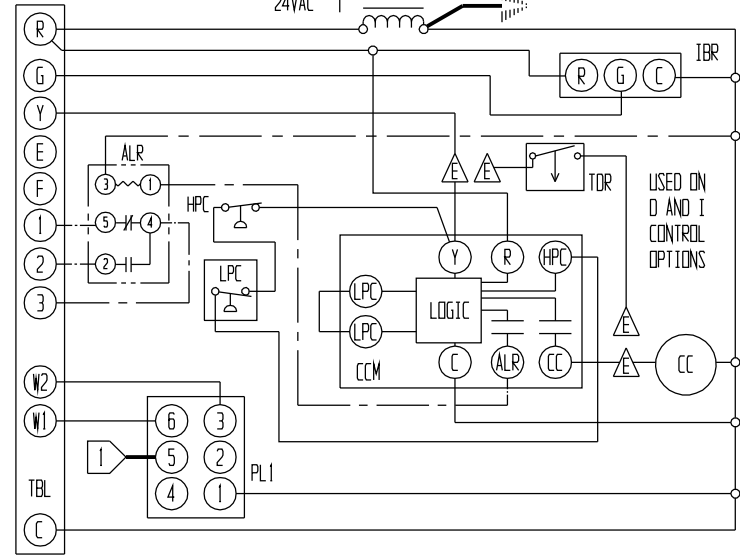 24VAC
R
IBR
R G C
G
Y
E
F
1
2
3
W2
W1
TBL
C
ALR
3 1
5 4
2
HPC
LPC
E E
TDR
USED ON
D AND I
CONTROL
OPTIONS
Y R HPC
LPC
LOGIC
LPC
CCM
C ALR CC
E
E
CC
6 3
1 5 2
4 1
PL1